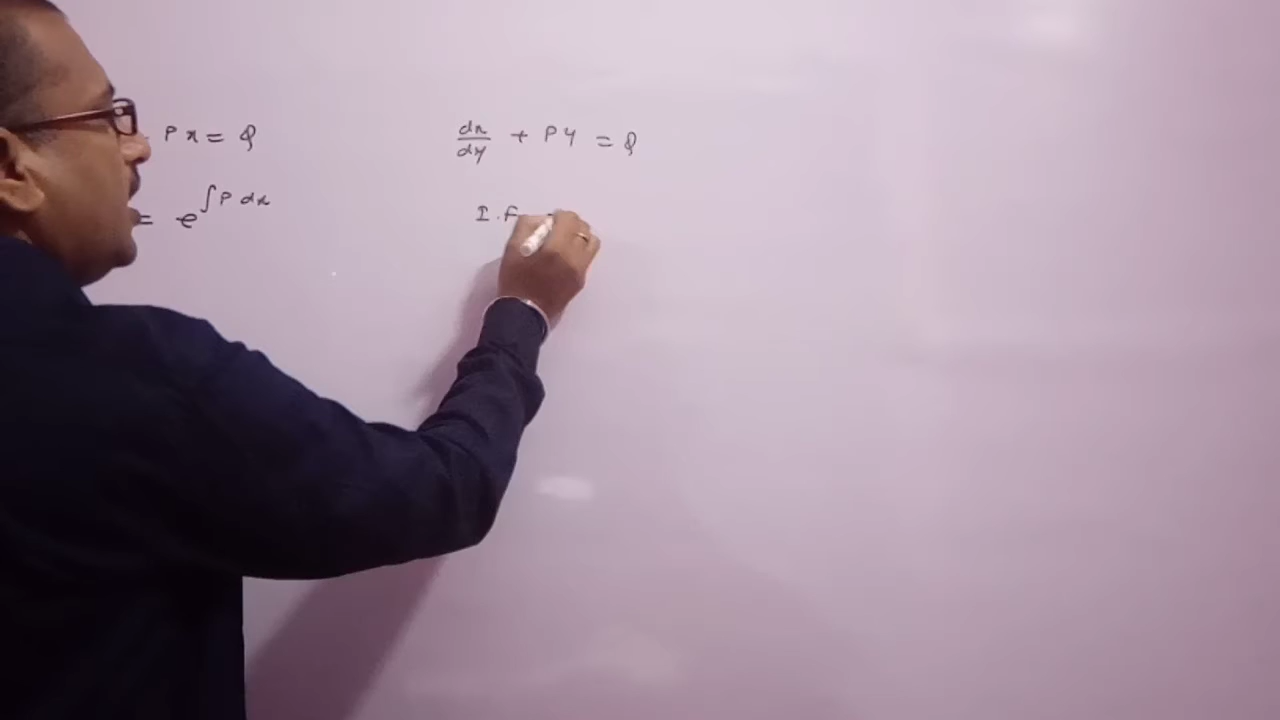 Px = Q
= e^{∫P dx}
dx/dy + Py = Q
I.F